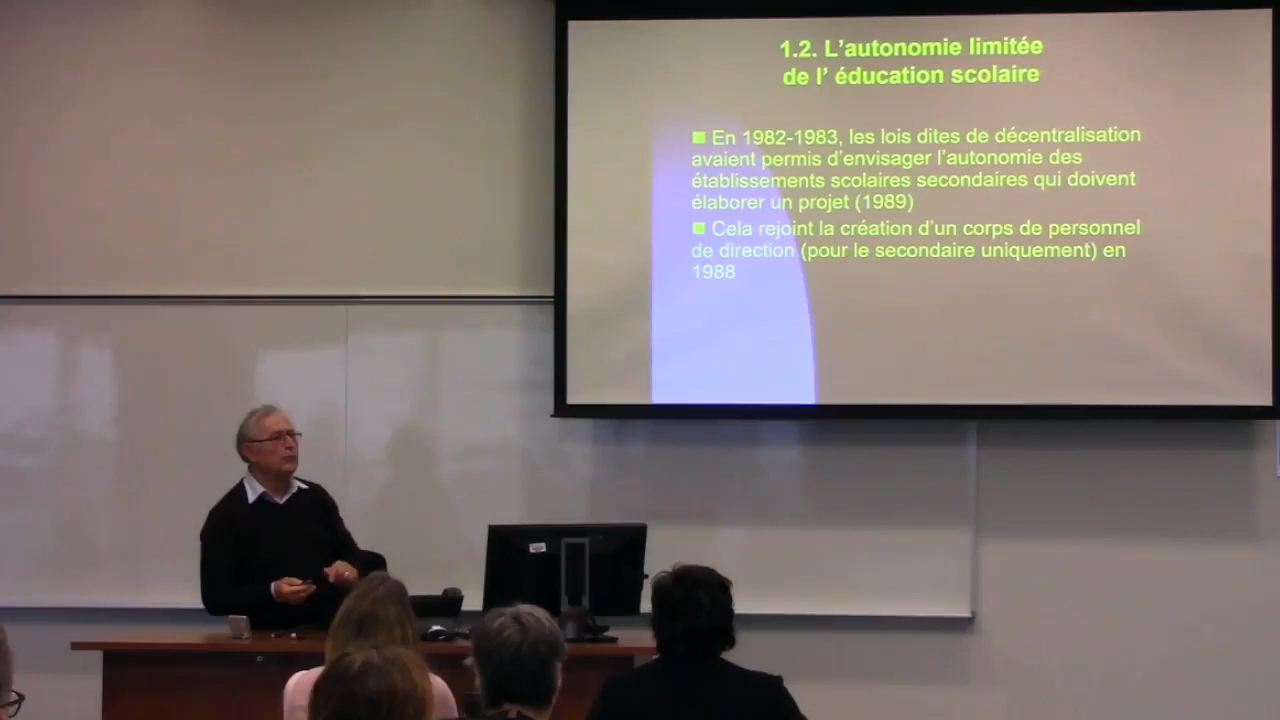 1.2. L’autonomie limitée
de l’ éducation scolaire
■ En 1982-1983, les lois dites de décentralisation
avaient permis d’envisager l’autonomie des
établissements scolaires secondaires qui doivent
élaborer un projet (1989)
■ Cela rejoint la création d’un corps de personnel
de direction (pour le secondaire uniquement) en
1988